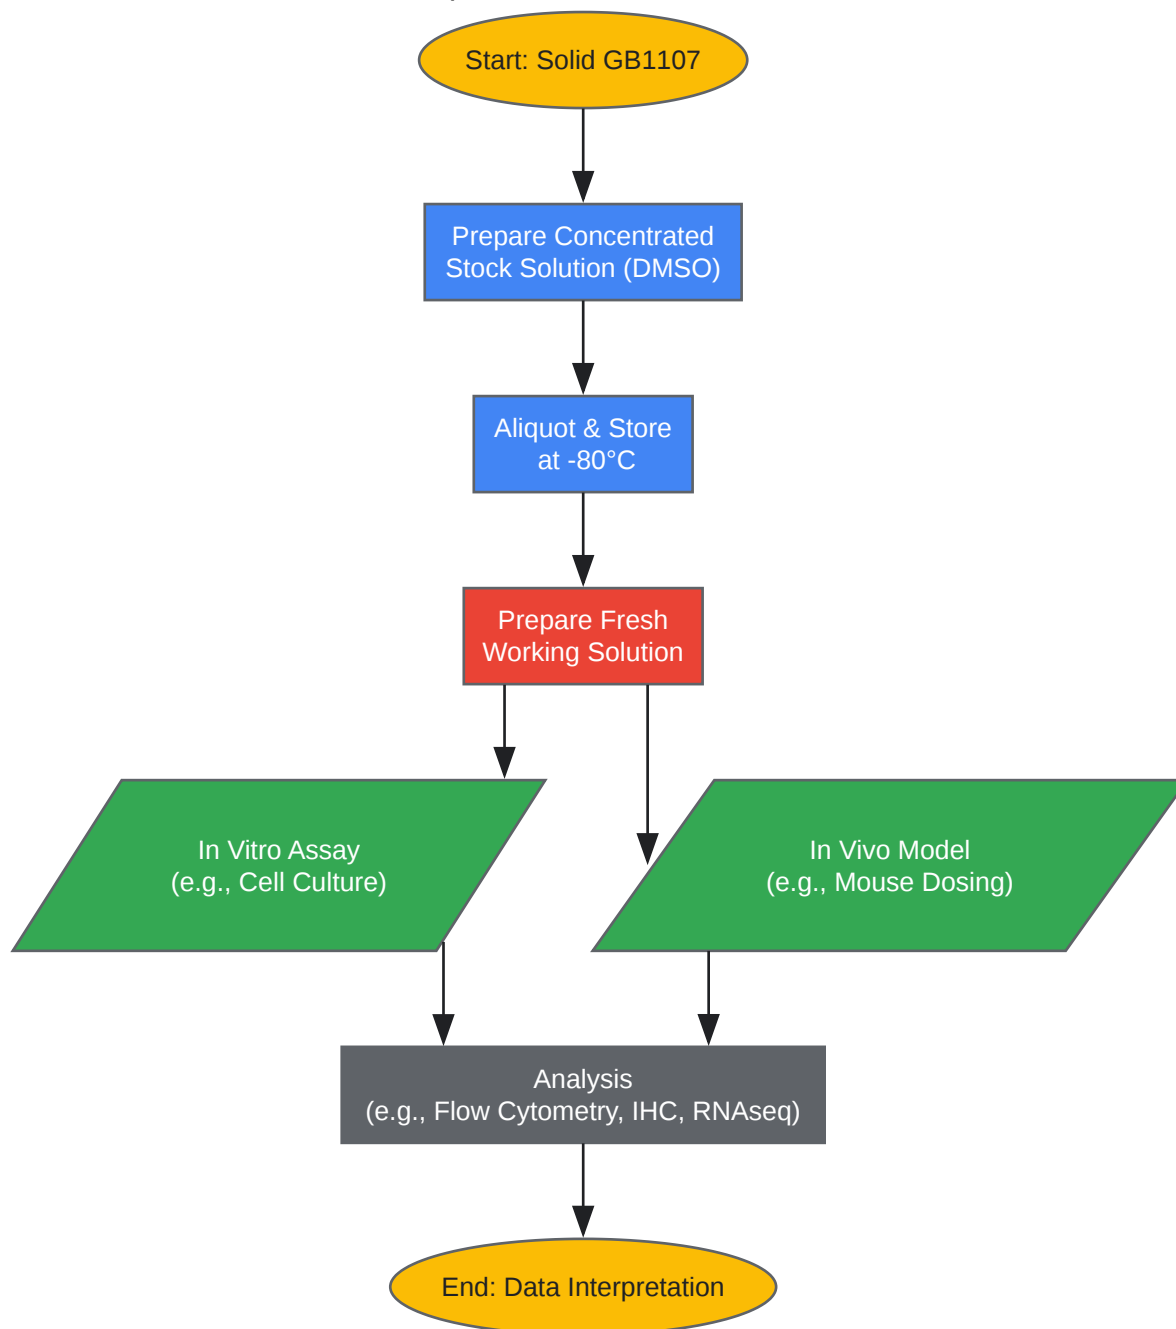 Start: Solid GB1107
Prepare Concentrated
Stock Solution (DMSO)
Aliquot & Store
at -80°C
Prepare Fresh
Working Solution
In Vitro Assay
(e.g., Cell Culture)
In Vivo Model
(e.g., Mouse Dosing)
Analysis
(e.g., Flow Cytometry, IHC, RNAseq)
End: Data Interpretation